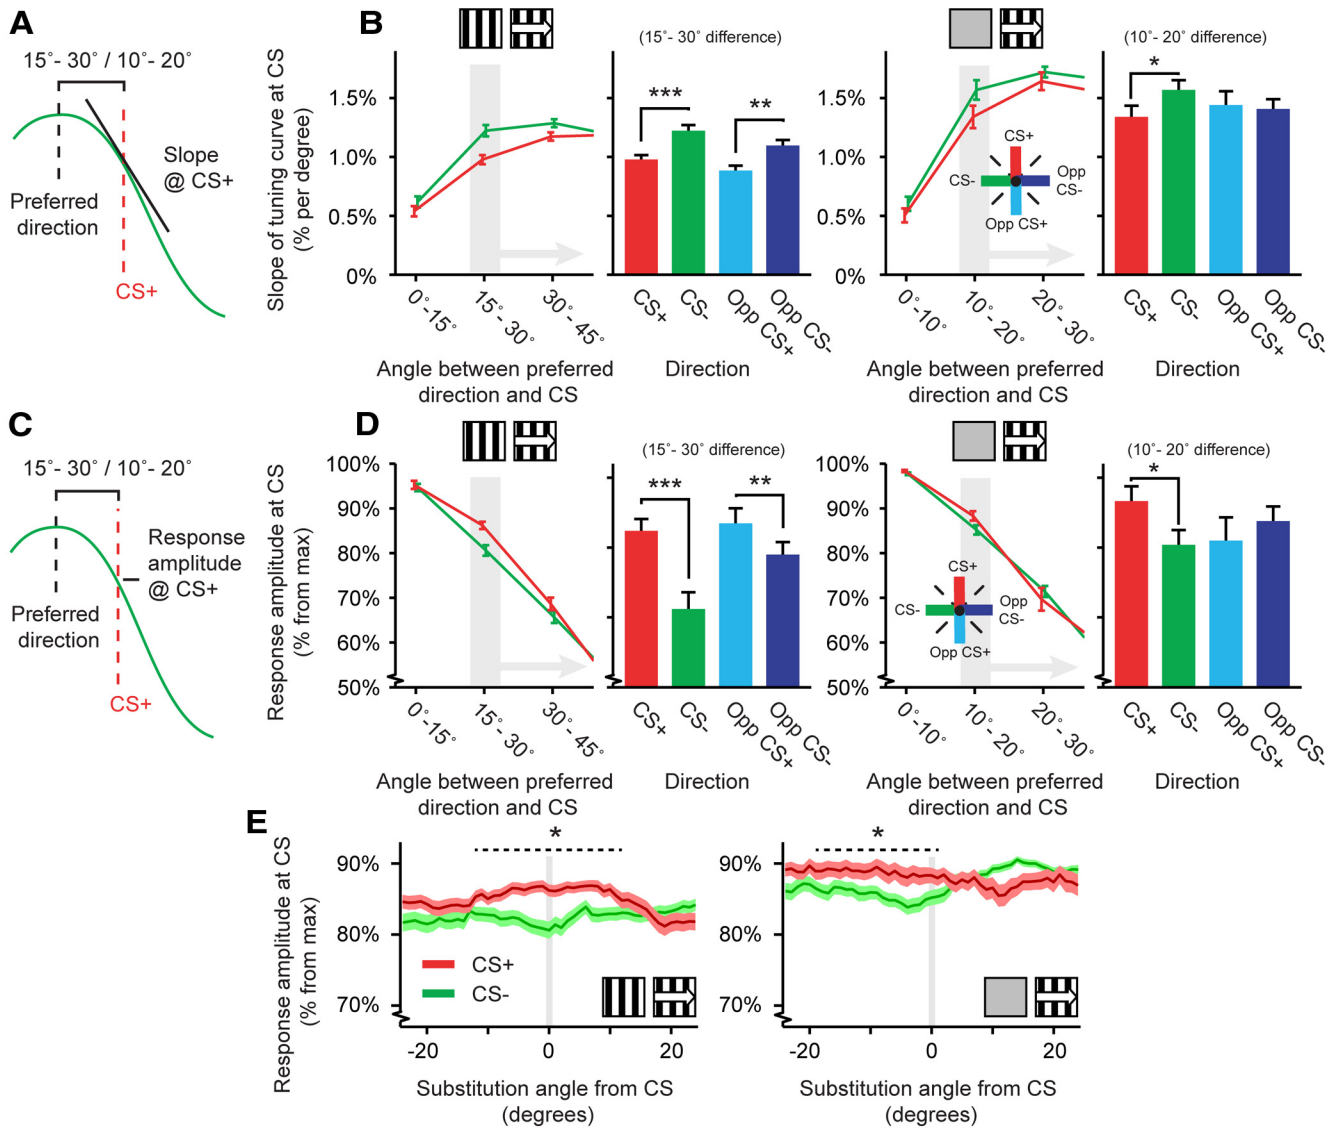 A
15°- 30° / 10°- 20°
Slope
@ CS+
Preferred
direction
CS+
B
Slope of tuning curve at CS
(% per degree)
1.5%
1.0%
0.5%
0%
0°-15°
15°- 30°
30°- 45°
Angle between preferred
direction and CS
(15°- 30° difference)
***
**
CS+
CS-
Opp CS+
Opp CS-
Direction
1.5%
1.0%
0.5%
0%
CS+
CS-
Opp
CS-
Opp CS+
0°-10°
10°- 20°
20°- 30°
Angle between preferred
direction and CS
(10°- 20° difference)
*
CS+
CS-
Opp CS+
Opp CS-
Direction
C
15°- 30° / 10°- 20°
Response
amplitude
@ CS+
Preferred
direction
CS+
D
Response amplitude at CS
(% from max)
100%
90%
80%
70%
60%
50%
0°-15°
15°- 30°
30°- 45°
Angle between preferred
direction and CS
(15°- 30° difference)
***
**
CS+
CS-
Opp CS+
Opp CS-
Direction
100%
90%
80%
70%
60%
50%
CS+
CS-
Opp
CS-
Opp CS+
0°-10°
10°- 20°
20°- 30°
Angle between preferred
direction and CS
(10°- 20° difference)
*
CS+
CS-
Opp CS+
Opp CS-
Direction
E
Response amplitude at CS
(% from max)
90%
80%
70%
*
CS+
CS-
-20
0
20
Substitution angle from CS
(degrees)
90%
80%
70%
*
-20
0
20
Substitution angle from CS
(degrees)